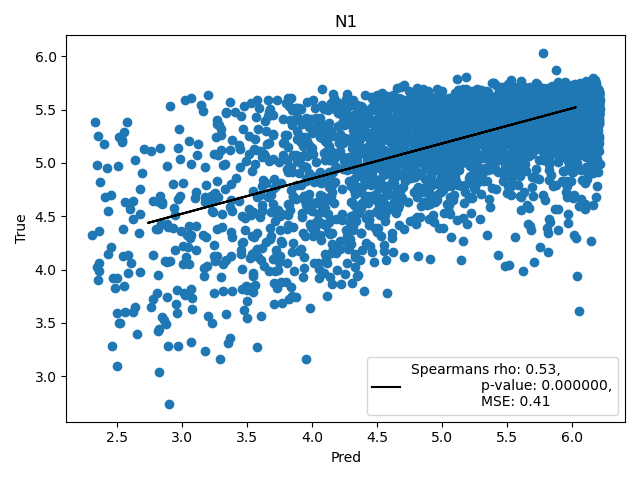 N1
6.0
5.5
5.0
4.5
4.0
3.5
3.0
True
Spearmans rho: 0.53,
p-value: 0.000000,
MSE: 0.41
2.5 3.0 3.5 4.0 4.5 5.0 5.5 6.0
Pred